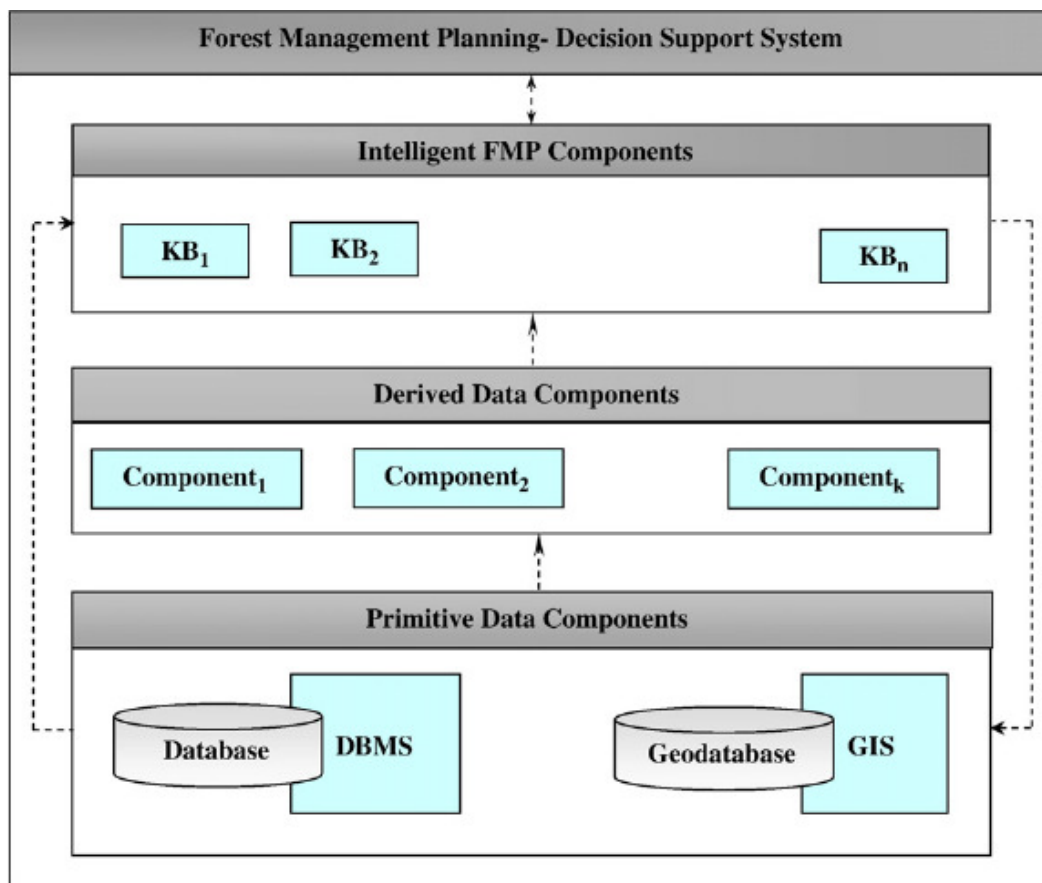 Forest Management Planning- Decision Support System
Intelligent FMP Components
KB₁
KB₂
KBₙ
Derived Data Components
Component₁
Component₂
Componentₖ
Primitive Data Components
Database
DBMS
Geodatabase
GIS